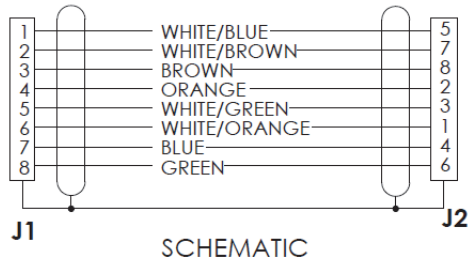 1 WHITE/BLUE 5
2 WHITE/BROWN 7
3 BROWN 8
4 ORANGE 2
5 WHITE/GREEN 3
6 WHITE/ORANGE 1
7 BLUE 4
8 GREEN 6
J1 J2
SCHEMATIC